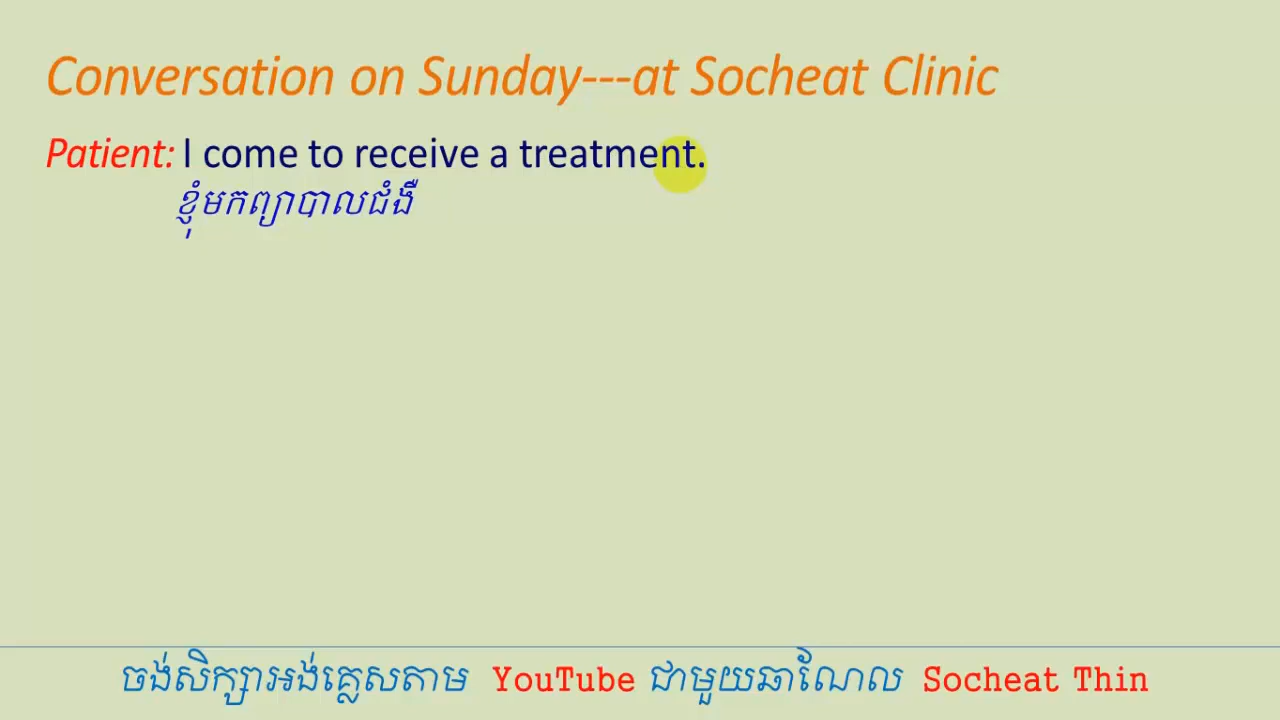 Conversation on Sunday---at Socheat Clinic
Patient: I come to receive a treatment.
ខ្ញុំមកព្យាបាលជំងឺ
ចង់សិក្សាអង់គ្លេសតាម YouTube ជាមួយឆាណែល Socheat Thin